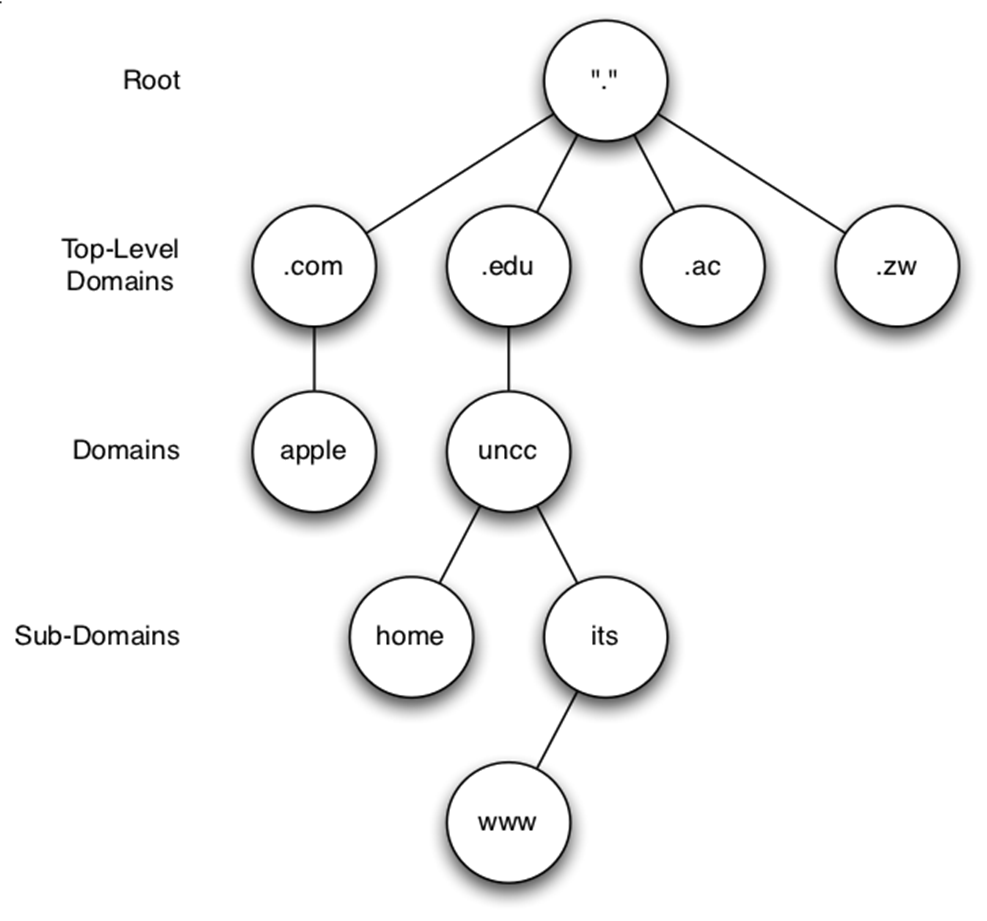 Root
"."
Top-Level
Domains
.com
.edu
.ac
.zw
Domains
apple
uncc
Sub-Domains
home
its
www